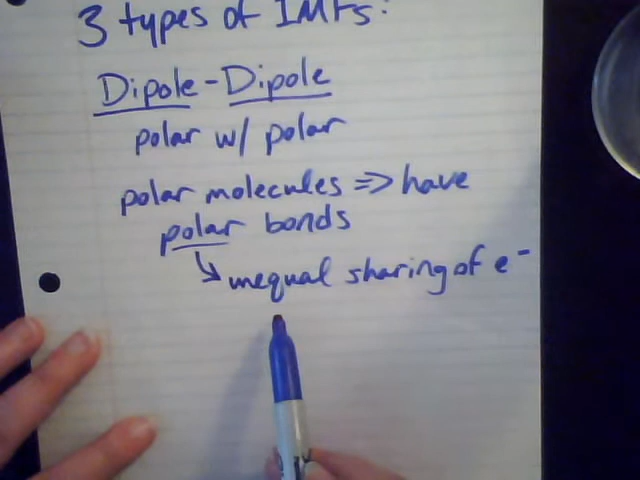 3 types of IMFs:
Dipole-Dipole
polar w/ polar
polar molecules => have
polar bonds
↳ unequal sharing of e⁻